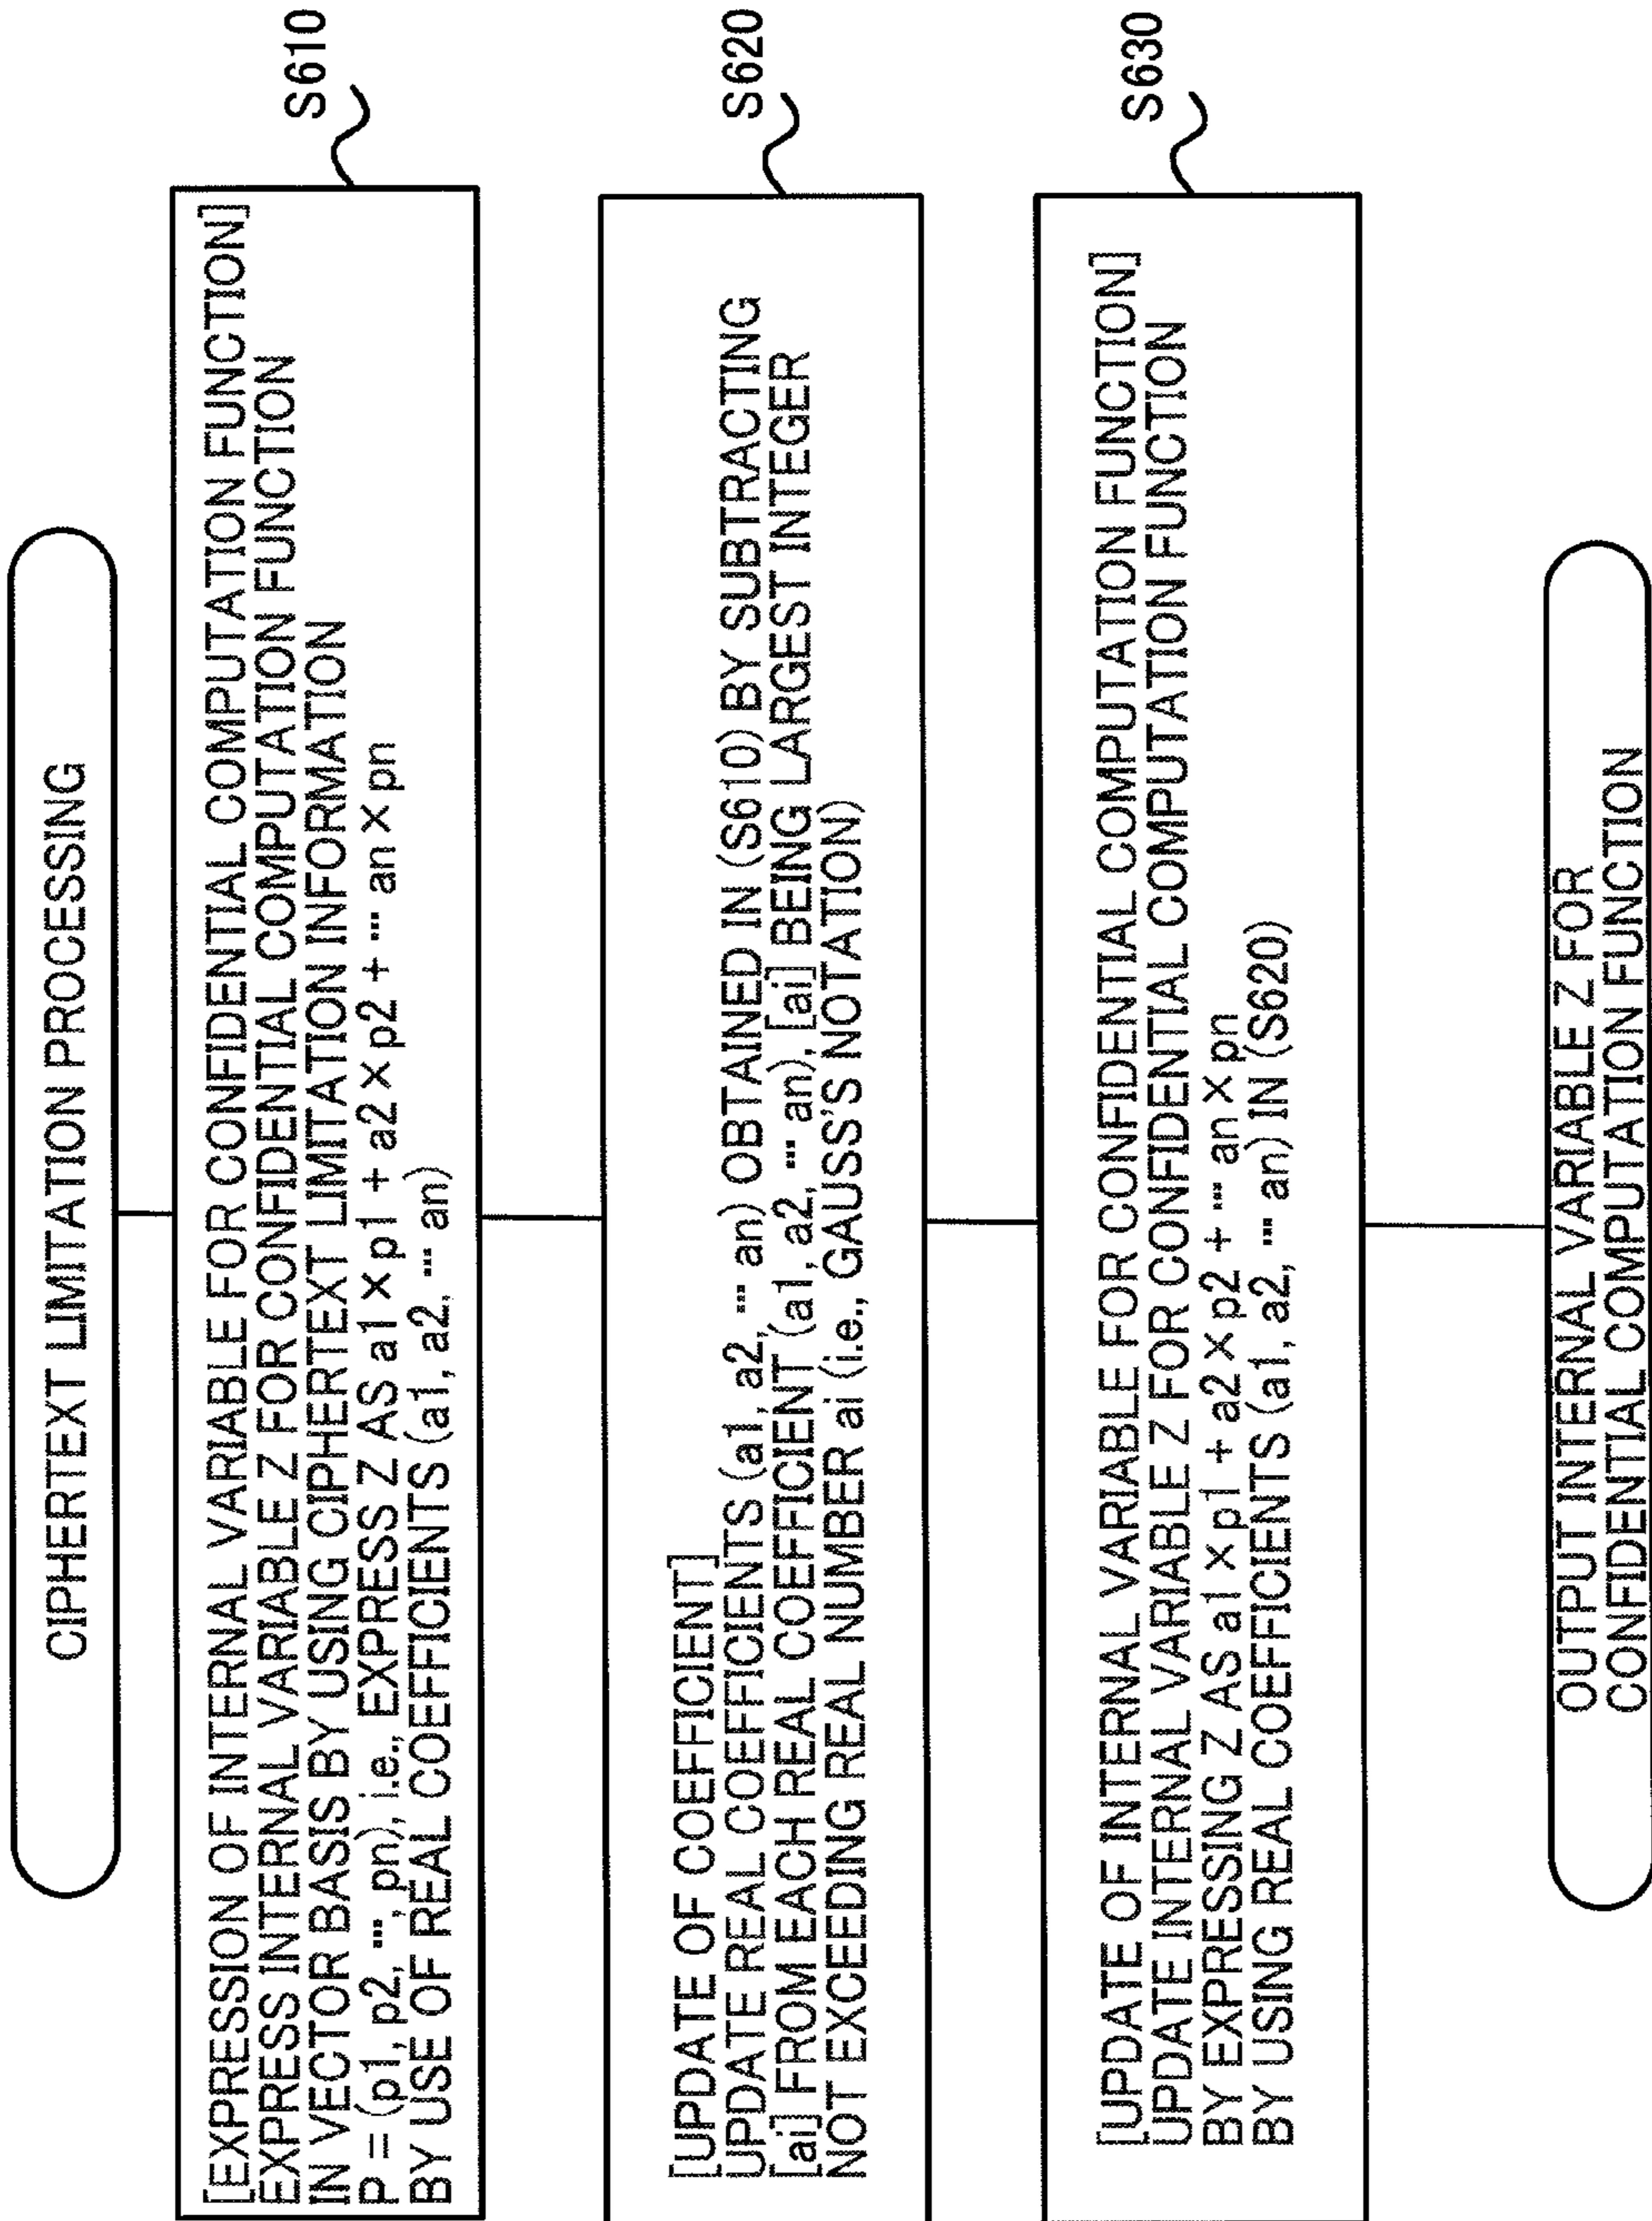 CIPHERTEXT LIMITATION PROCESSING
S610
[EXPRESSION OF INTERNAL VARIABLE FOR CONFIDENTIAL COMPUTATION FUNCTION]
EXPRESS INTERNAL VARIABLE Z FOR CONFIDENTIAL COMPUTATION FUNCTION
IN VECTOR BASIS BY USING CIPHERTEXT LIMITATION INFORMATION
P = (p1, p2, ···, pn), i.e., EXPRESS Z AS a1 × p1 + a2 × p2 + ··· an × pn
BY USE OF REAL COEFFICIENTS (a1, a2, ··· an)
S620
[UPDATE OF COEFFICIENT]
UPDATE REAL COEFFICIENTS (a1, a2, ··· an) OBTAINED IN (S610) BY SUBTRACTING
[ai] FROM EACH REAL COEFFICIENT (a1, a2, ··· an), [ai] BEING LARGEST INTEGER
NOT EXCEEDING REAL NUMBER ai (i.e., GAUSS'S NOTATION)
S630
[UPDATE OF INTERNAL VARIABLE FOR CONFIDENTIAL COMPUTATION FUNCTION]
UPDATE INTERNAL VARIABLE Z FOR CONFIDENTIAL COMPUTATION FUNCTION
BY EXPRESSING Z AS a1 × p1 + a2 × p2 + ··· an × pn
BY USING REAL COEFFICIENTS (a1, a2, ··· an) IN (S620)
OUTPUT INTERNAL VARIABLE Z FOR
CONFIDENTIAL COMPUTATION FUNCTION